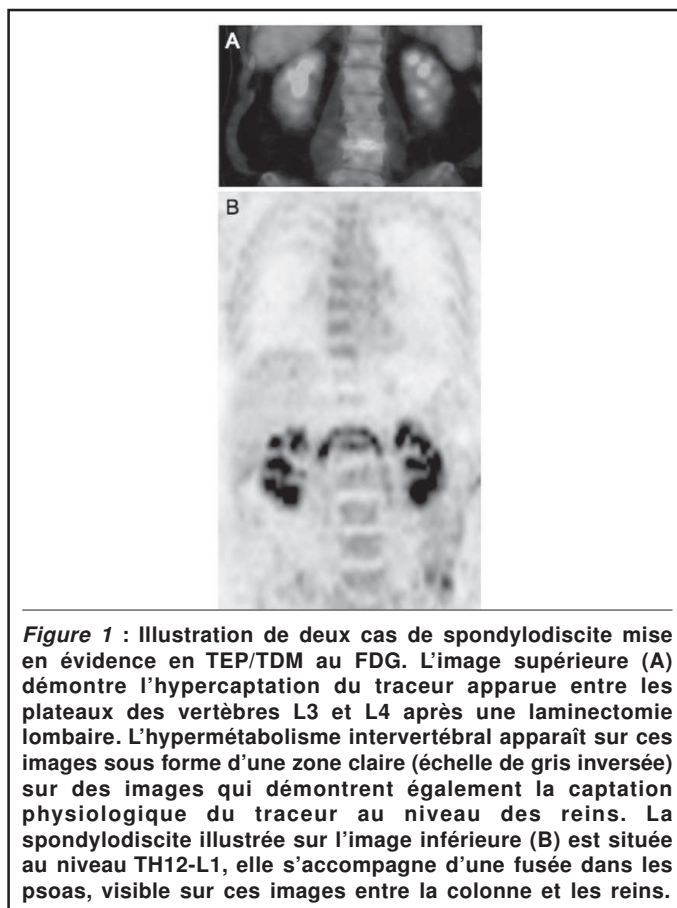 A
B
Figure 1 : Illustration de deux cas de spondylodiscite mise
en évidence en TEP/TDM au FDG. L'image supérieure (A)
démontre l'hypercaptation du traceur apparue entre les
plateaux des vertèbres L3 et L4 après une laminectomie
lombaire. L'hypermétabolisme intervertébral apparaît sur ces
images sous forme d'une zone claire (échelle de gris inversée)
sur des images qui démontrent également la captation
physiologique du traceur au niveau des reins. La
spondylodiscite illustrée sur l'image inférieure (B) est située
au niveau TH12-L1, elle s'accompagne d'une fusée dans les
psoas, visible sur ces images entre la colonne et les reins.